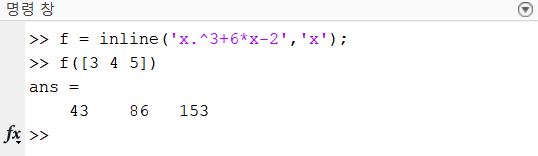 명령 창
>> f = inline('x.^3+6*x-2','x');
>> f([3 4 5])
ans =
    43    86   153
fx >>